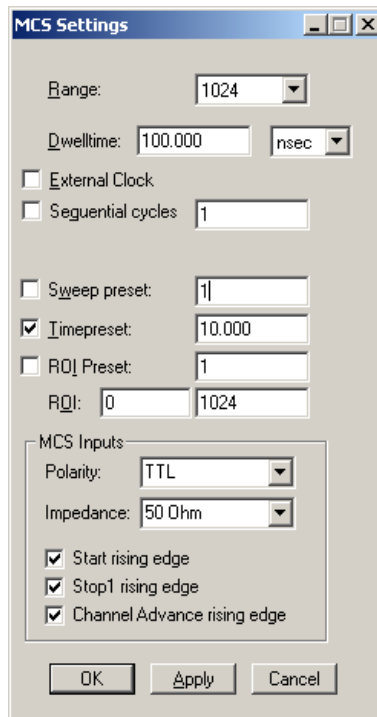 MCS Settings
Range: 1024
Dwelltime: 100.000 nsec
External Clock
Sequential cycles 1
Sweep preset: 1
Timepreset: 10.000
ROI Preset: 1
ROI: 0 1024
MCS Inputs
Polarity: TTL
Impedance: 50 Ohm
Start rising edge
Stop1 rising edge
Channel Advance rising edge
OK Apply Cancel